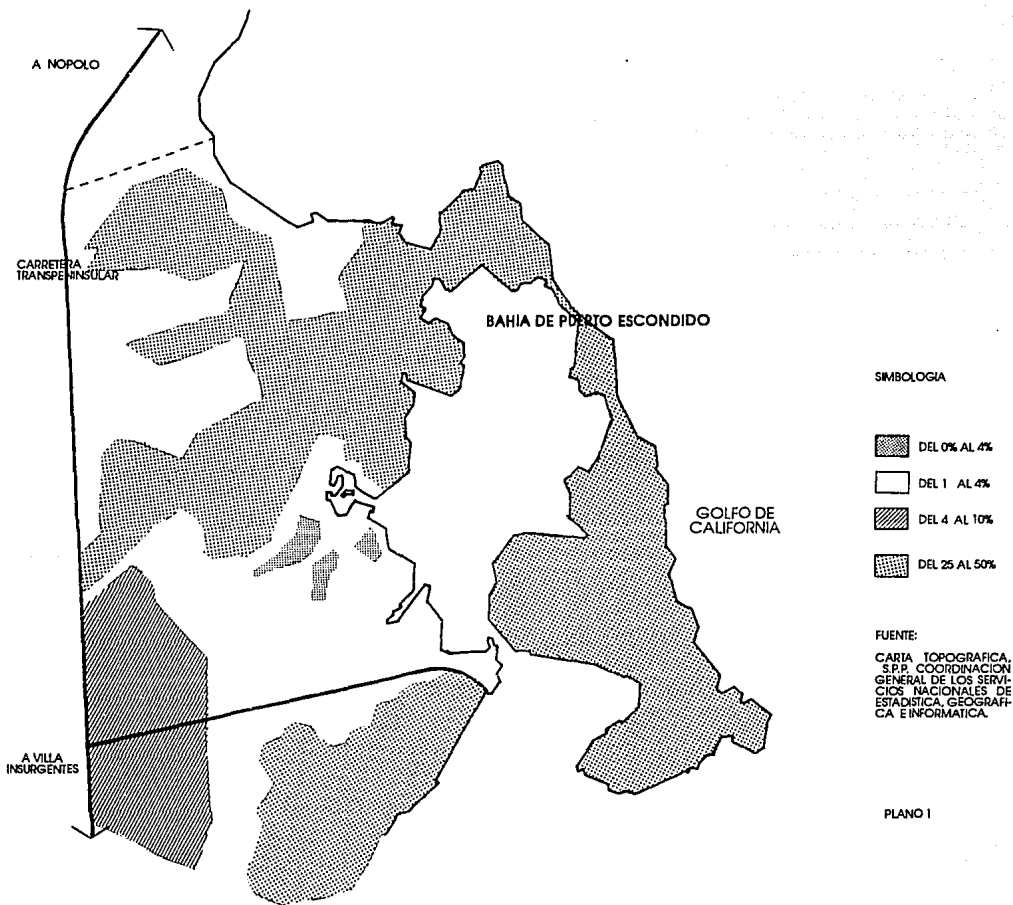 A NOPOLO
CARRETERA
TRANSPENINSULAR
BAHIA DE PUERTO ESCONDIDO
GOLFO DE
CALIFORNIA
A VILLA
INSURGENTES
SIMBOLOGIA
DEL 0% AL 4%
DEL 1 AL 4%
DEL 4 AL 10%
DEL 25 AL 50%
FUENTE:
CARTA TOPOGRAFICA,
S.P.P. COORDINACION
GENERAL DE LOS SERVI-
CIOS NACIONALES DE
ESTADISTICA, GEOGRAFI-
CA E INFORMATICA.
PLANO 1